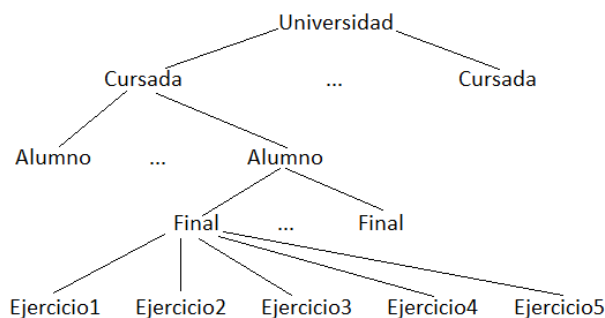 Universidad
Cursada ... Cursada
Alumno ... Alumno
Final ... Final
Ejercicio1 Ejercicio2 Ejercicio3 Ejercicio4 Ejercicio5